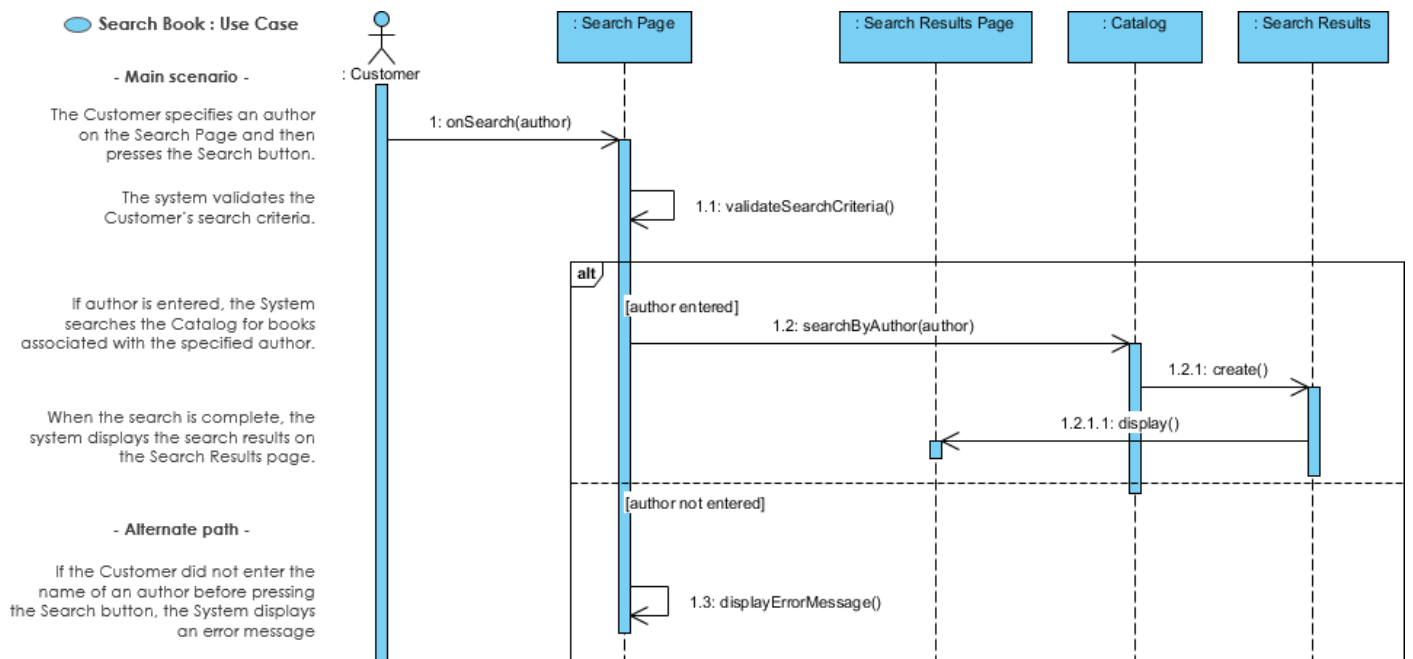 Search Book : Use Case
- Main scenario -
The Customer specifies an author
on the Search Page and then
presses the Search button.
The system validates the
Customer's search criteria.
If author is entered, the System
searches the Catalog for books
associated with the specified author.
When the search is complete, the
system displays the search results on
the Search Results page.
- Alternate path -
If the Customer did not enter the
name of an author before pressing
the Search button, the System displays
an error message
: Customer
: Search Page
: Search Results Page
: Catalog
: Search Results
1: onSearch(author)
1.1: validateSearchCriteria()
alt
[author entered]
1.2: searchByAuthor(author)
1.2.1: create()
1.2.1.1: display()
[author not entered]
1.3: displayErrorMessage()